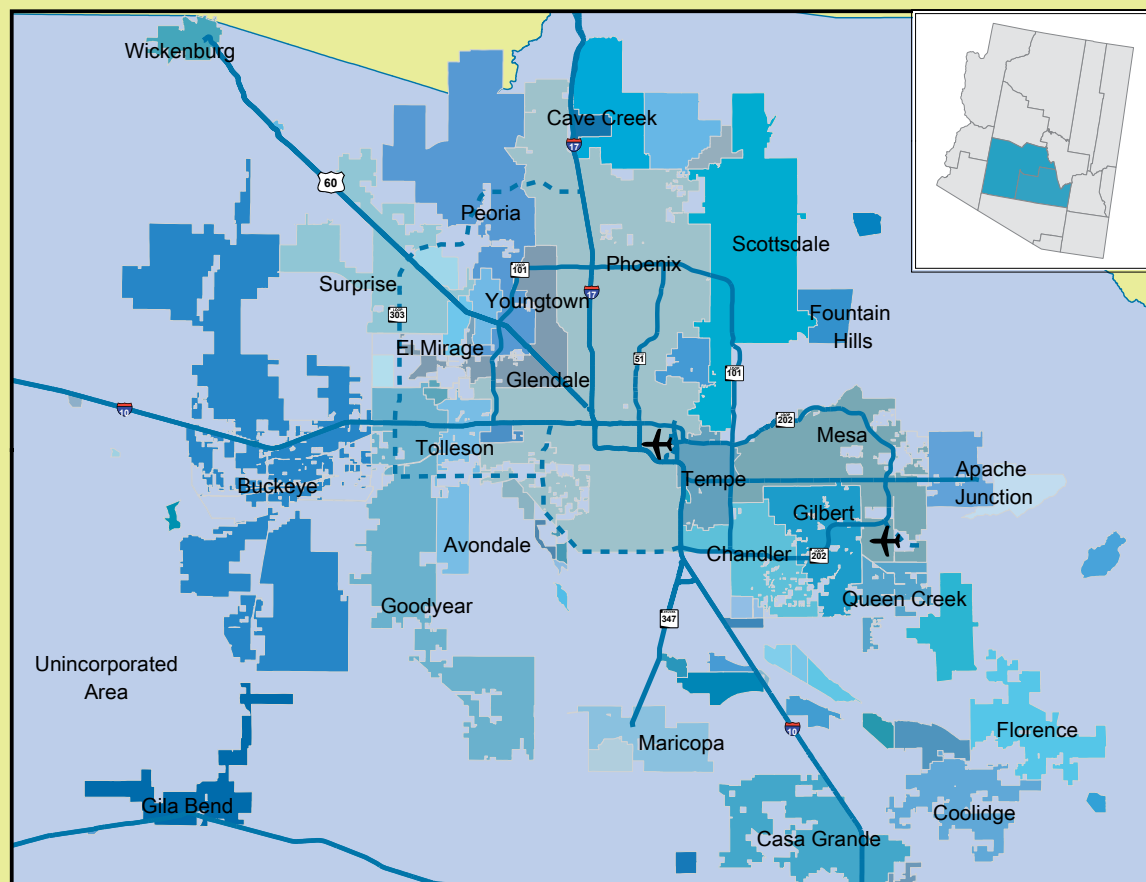 Wickenburg
Cave Creek
17
60
Peoria
Scottsdale
Phoenix
101
Surprise
Youngtown
17
303
Fountain
Hills
El Mirage
51
Glendale
101
10
202
Mesa
Tolleson
Apache
Junction
Tempe
Buckeye
Gilbert
Avondale
Chandler
202
Goodyear
Queen Creek
347
Unincorporated
Area
10
Florence
Maricopa
Gila Bend
Coolidge
Casa Grande